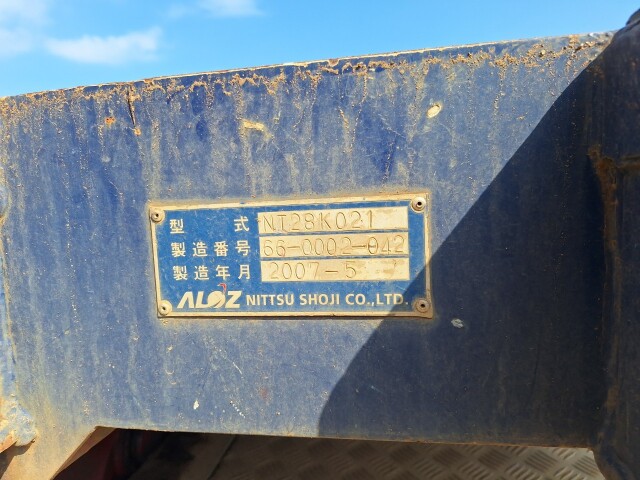 型 式 NT28K021
製造番号 66-0002-042
製造年月 2007-5
ALOZ NITTSU SHOJI CO.,LTD.